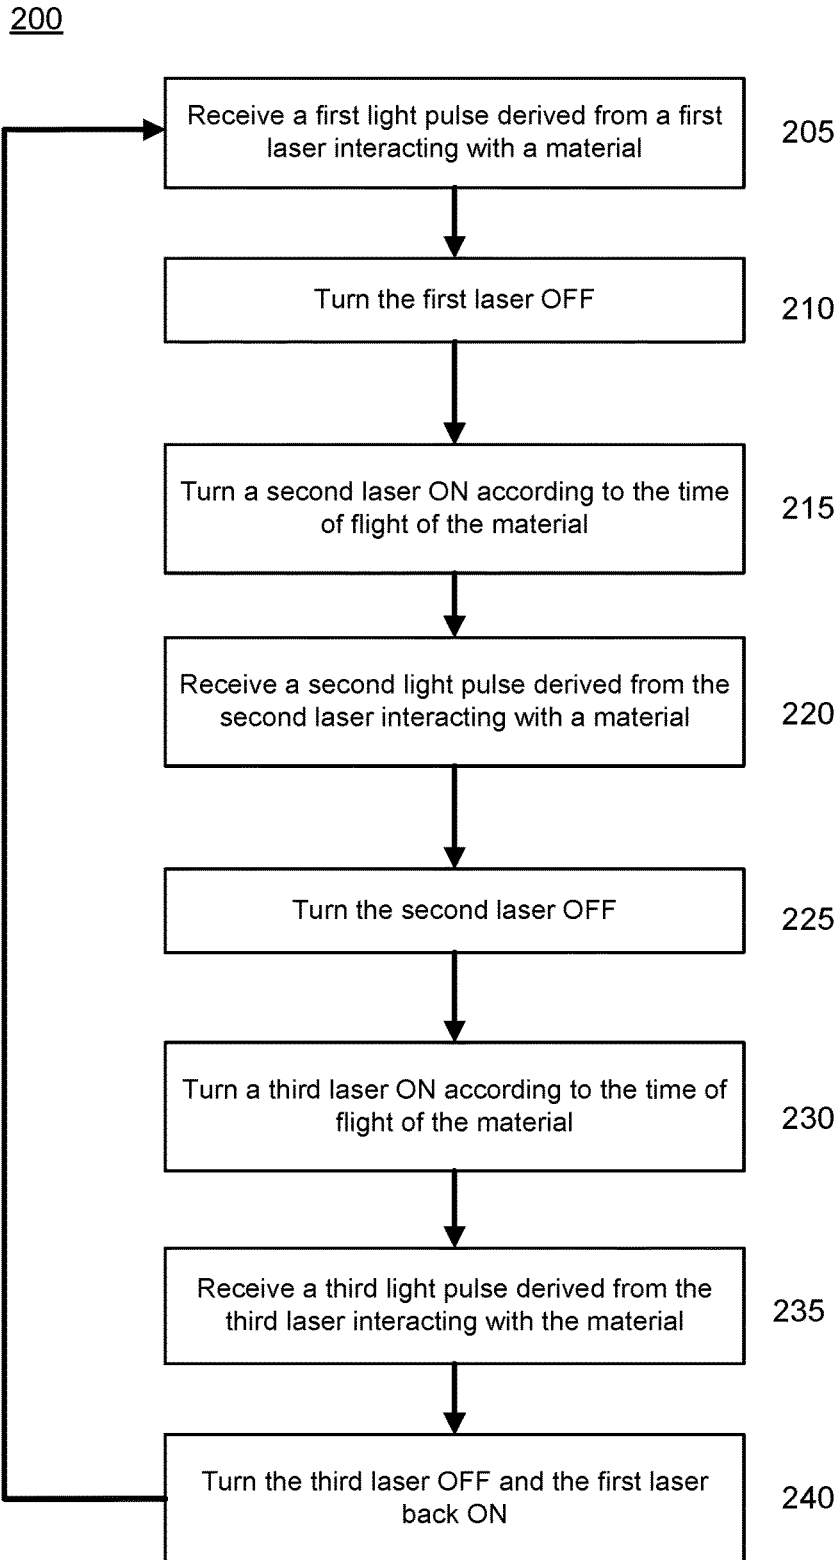 200
Receive a first light pulse derived from a first
laser interacting with a material
205
Turn the first laser OFF
210
Turn a second laser ON according to the time
of flight of the material
215
Receive a second light pulse derived from the
second laser interacting with a material
220
Turn the second laser OFF
225
Turn a third laser ON according to the time of
flight of the material
230
Receive a third light pulse derived from the
third laser interacting with the material
235
Turn the third laser OFF and the first laser
back ON
240